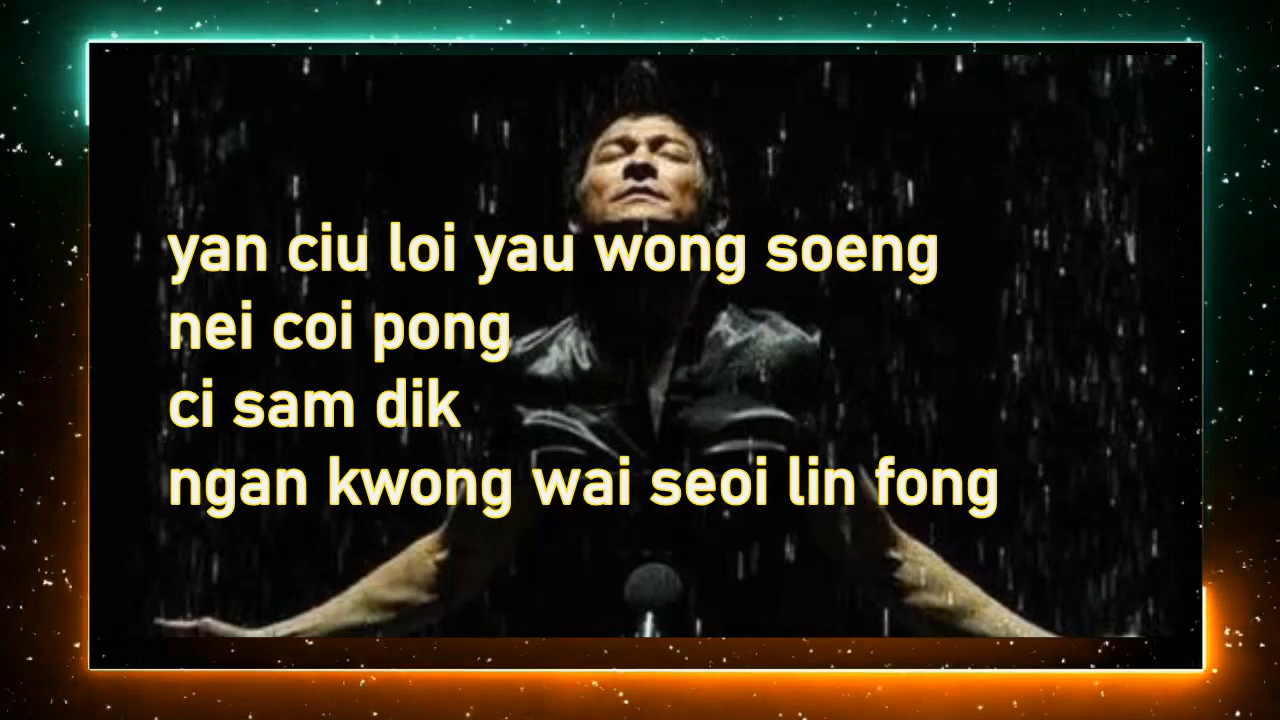 yan ciu loi yau wong soeng
nei coi pong
ci sam dik
ngan kwong wai seoi lin fong